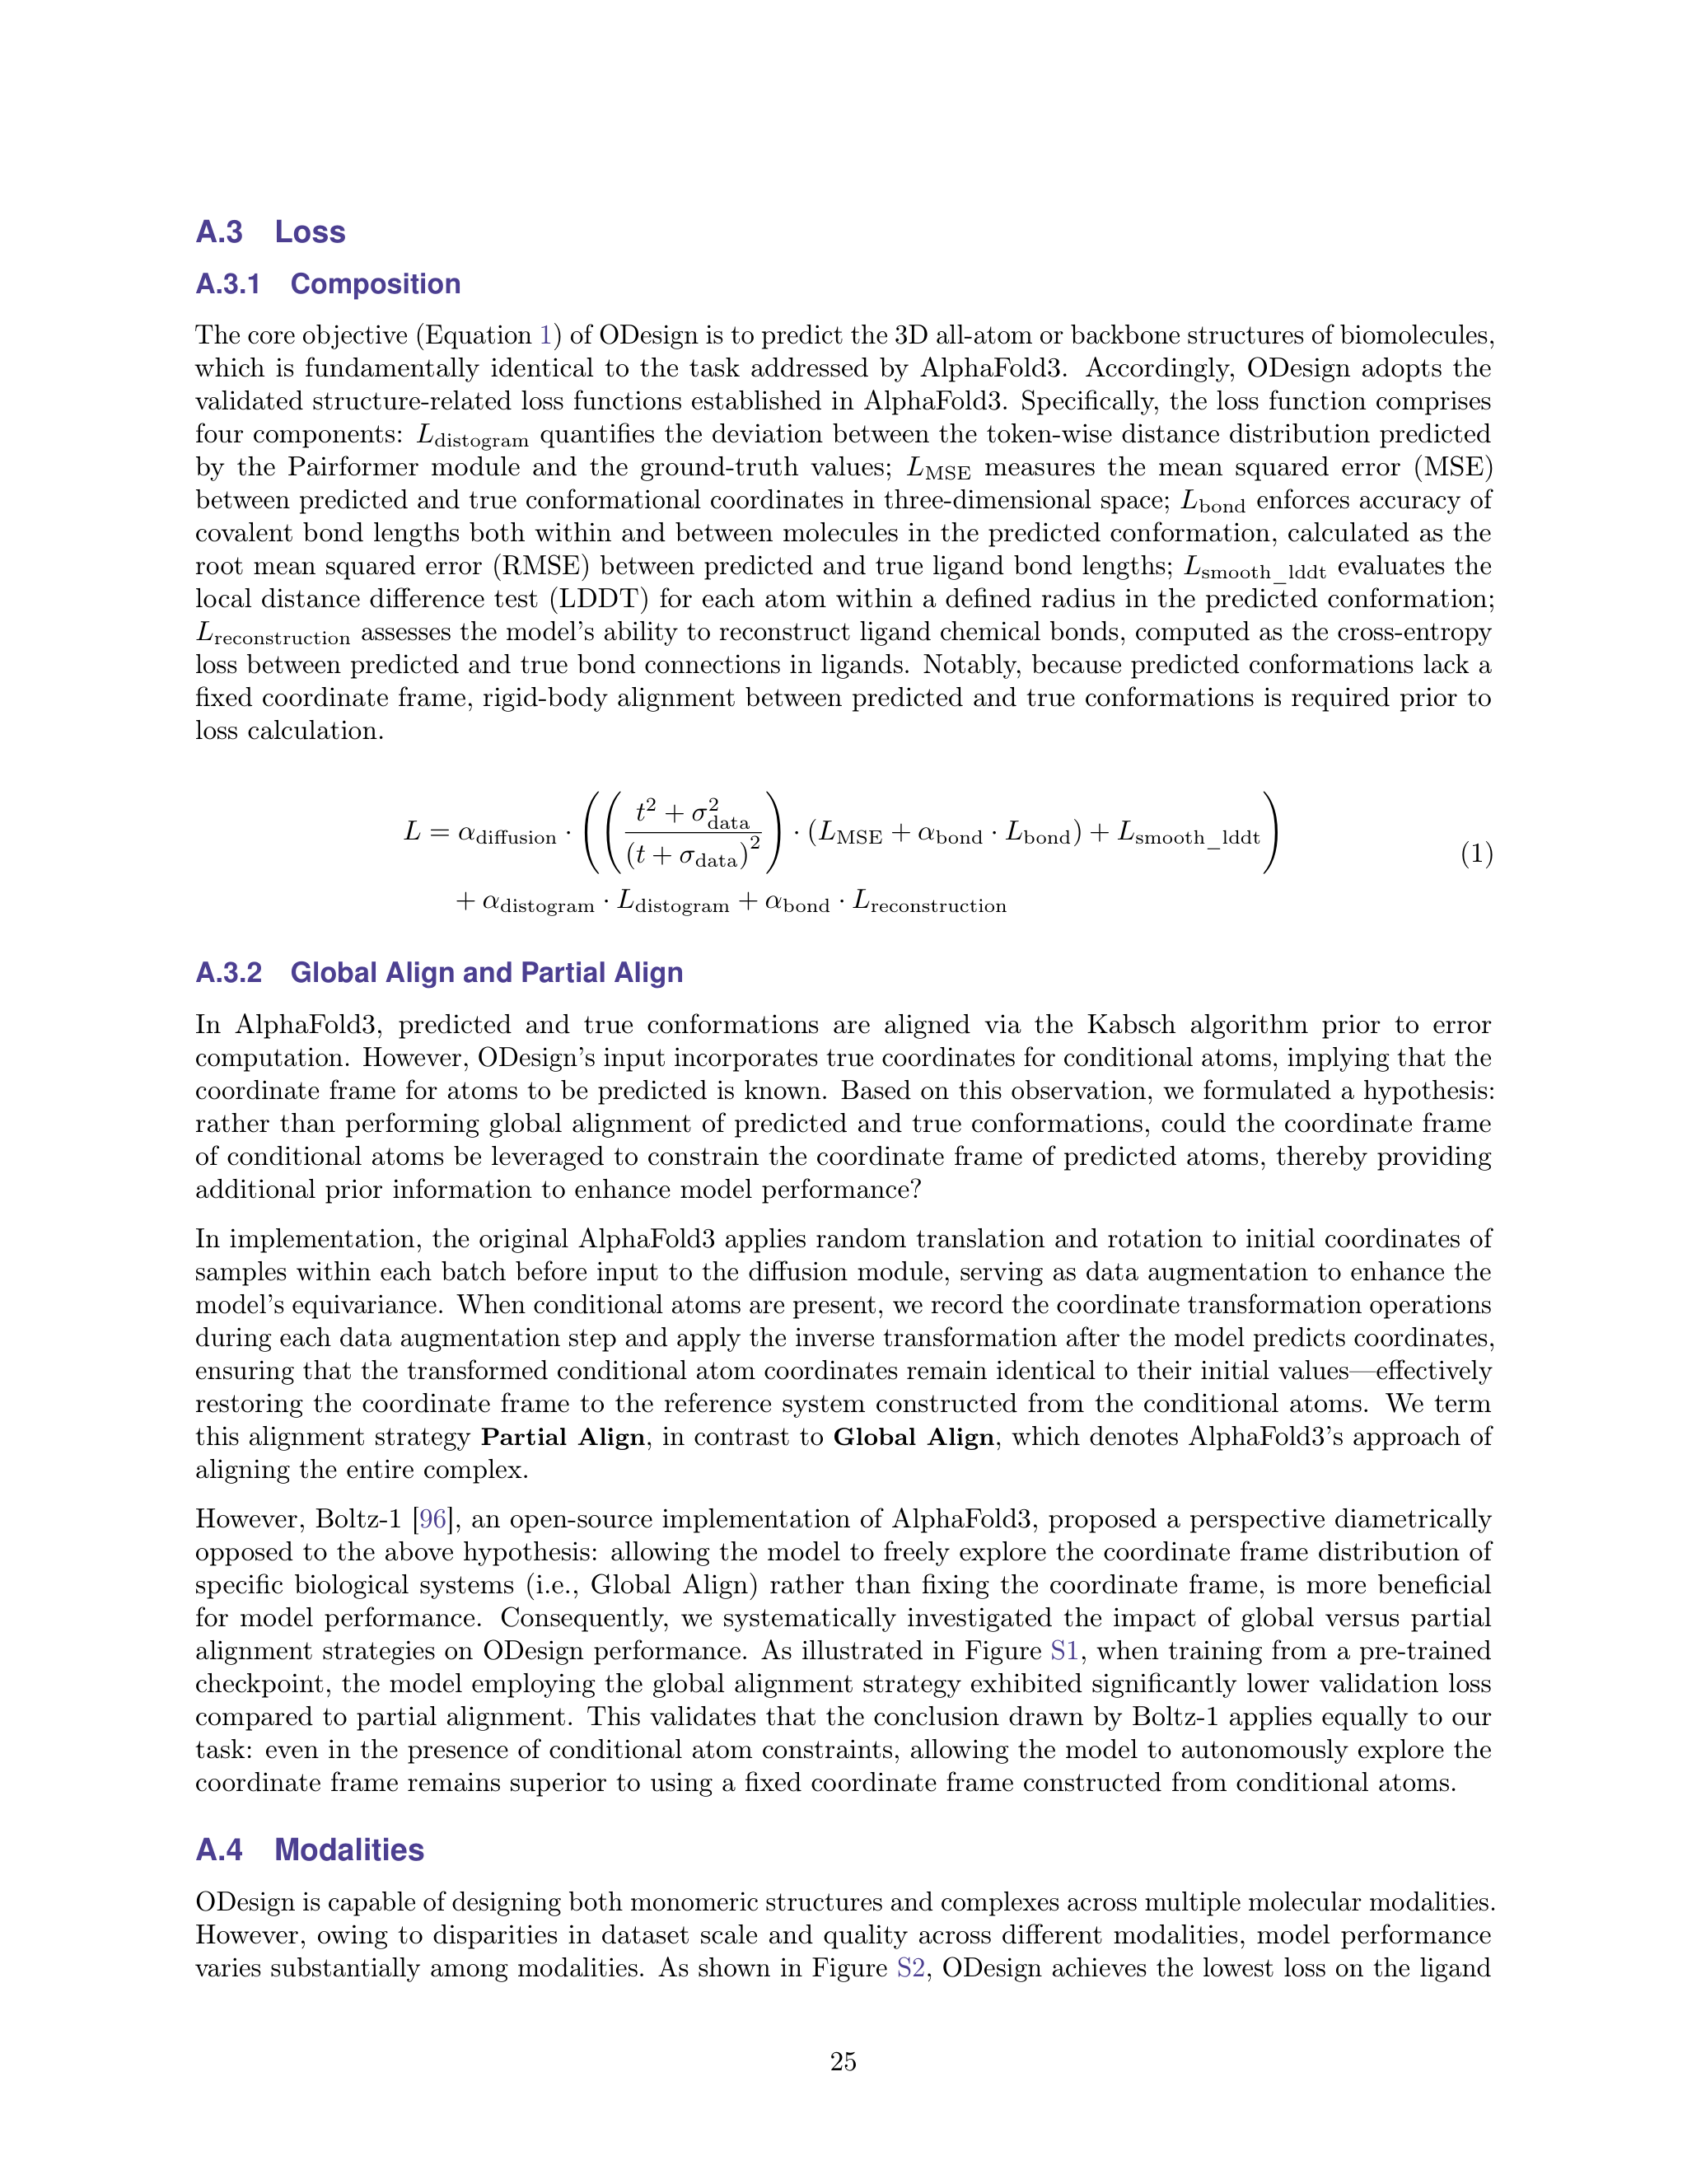 A.3 Loss
A.3.1 Composition
The core objective (Equation 1) of ODesign is to predict the 3D all-atom or backbone structures of biomolecules,
which is fundamentally identical to the task addressed by AlphaFold3. Accordingly, ODesign adopts the
validated structure-related loss functions established in AlphaFold3. Specifically, the loss function comprises
four components: L_distogram quantifies the deviation between the token-wise distance distribution predicted
by the Pairformer module and the ground-truth values; L_MSE measures the mean squared error (MSE)
between predicted and true conformational coordinates in three-dimensional space; L_bond enforces accuracy of
covalent bond lengths both within and between molecules in the predicted conformation, calculated as the
root mean squared error (RMSE) between predicted and true ligand bond lengths; L_smooth_lddt evaluates the
local distance difference test (LDDT) for each atom within a defined radius in the predicted conformation;
L_reconstruction assesses the model's ability to reconstruct ligand chemical bonds, computed as the cross-entropy
loss between predicted and true bond connections in ligands. Notably, because predicted conformations lack a
fixed coordinate frame, rigid-body alignment between predicted and true conformations is required prior to
loss calculation.
L = α_diffusion · (((t² + σ²_data) / (t + σ_data)²) · (L_MSE + α_bond · L_bond) + L_smooth_lddt)
+ α_distogram · L_distogram + α_bond · L_reconstruction (1)
A.3.2 Global Align and Partial Align
In AlphaFold3, predicted and true conformations are aligned via the Kabsch algorithm prior to error
computation. However, ODesign's input incorporates true coordinates for conditional atoms, implying that the
coordinate frame for atoms to be predicted is known. Based on this observation, we formulated a hypothesis:
rather than performing global alignment of predicted and true conformations, could the coordinate frame
of conditional atoms be leveraged to constrain the coordinate frame of predicted atoms, thereby providing
additional prior information to enhance model performance?
In implementation, the original AlphaFold3 applies random translation and rotation to initial coordinates of
samples within each batch before input to the diffusion module, serving as data augmentation to enhance the
model's equivariance. When conditional atoms are present, we record the coordinate transformation operations
during each data augmentation step and apply the inverse transformation after the model predicts coordinates,
ensuring that the transformed conditional atom coordinates remain identical to their initial values—effectively
restoring the coordinate frame to the reference system constructed from the conditional atoms. We term
this alignment strategy Partial Align, in contrast to Global Align, which denotes AlphaFold3's approach of
aligning the entire complex.
However, Boltz-1 [96], an open-source implementation of AlphaFold3, proposed a perspective diametrically
opposed to the above hypothesis: allowing the model to freely explore the coordinate frame distribution of
specific biological systems (i.e., Global Align) rather than fixing the coordinate frame, is more beneficial
for model performance. Consequently, we systematically investigated the impact of global versus partial
alignment strategies on ODesign performance. As illustrated in Figure S1, when training from a pre-trained
checkpoint, the model employing the global alignment strategy exhibited significantly lower validation loss
compared to partial alignment. This validates that the conclusion drawn by Boltz-1 applies equally to our
task: even in the presence of conditional atom constraints, allowing the model to autonomously explore the
coordinate frame remains superior to using a fixed coordinate frame constructed from conditional atoms.
A.4 Modalities
ODesign is capable of designing both monomeric structures and complexes across multiple molecular modalities.
However, owing to disparities in dataset scale and quality across different modalities, model performance
varies substantially among modalities. As shown in Figure S2, ODesign achieves the lowest loss on the ligand
25